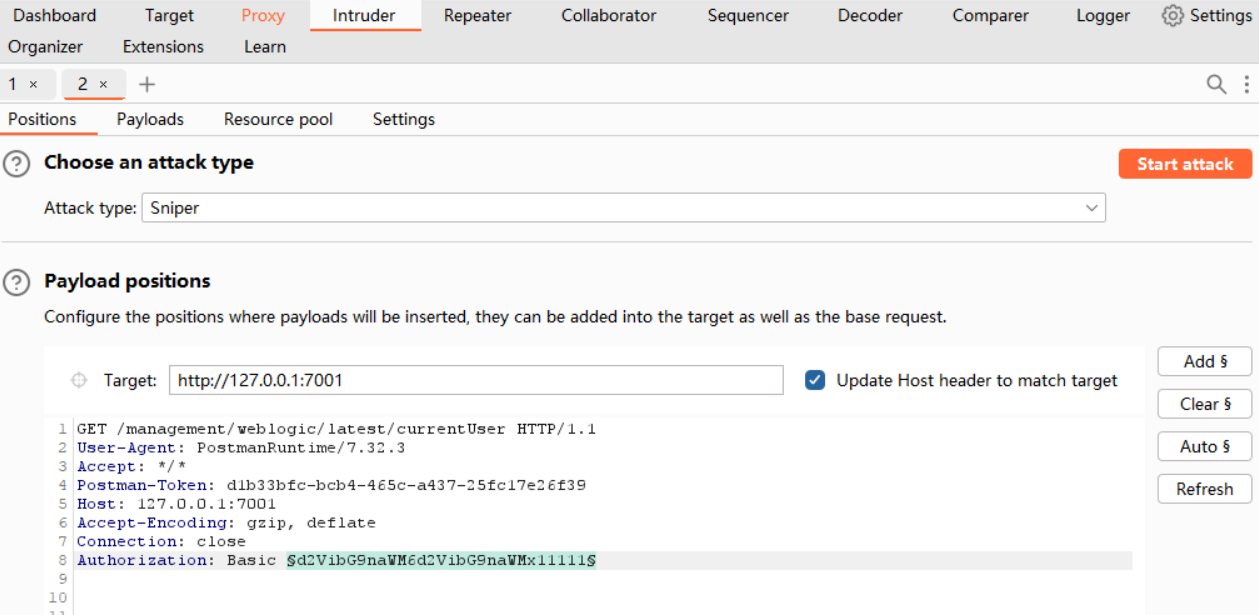 Dashboard Target Proxy Intruder Repeater Collaborator Sequencer Decoder Comparer Logger Settings
Organizer Extensions Learn
1 × 2 × +
Positions Payloads Resource pool Settings
? Choose an attack type
Start attack
Attack type: Sniper
? Payload positions
Configure the positions where payloads will be inserted, they can be added into the target as well as the base request.
Target: http://127.0.0.1:7001
Update Host header to match target
Add §
Clear §
Auto §
Refresh
1 GET /management/weblogic/latest/currentUser HTTP/1.1
2 User-Agent: PostmanRuntime/7.32.3
3 Accept: */*
4 Postman-Token: d1b33bfc-bcb4-465c-a437-25fc17e26f39
5 Host: 127.0.0.1:7001
6 Accept-Encoding: gzip, deflate
7 Connection: close
8 Authorization: Basic §d2VibG9naWM6d2VibG9naWMx11111§
9
10
11